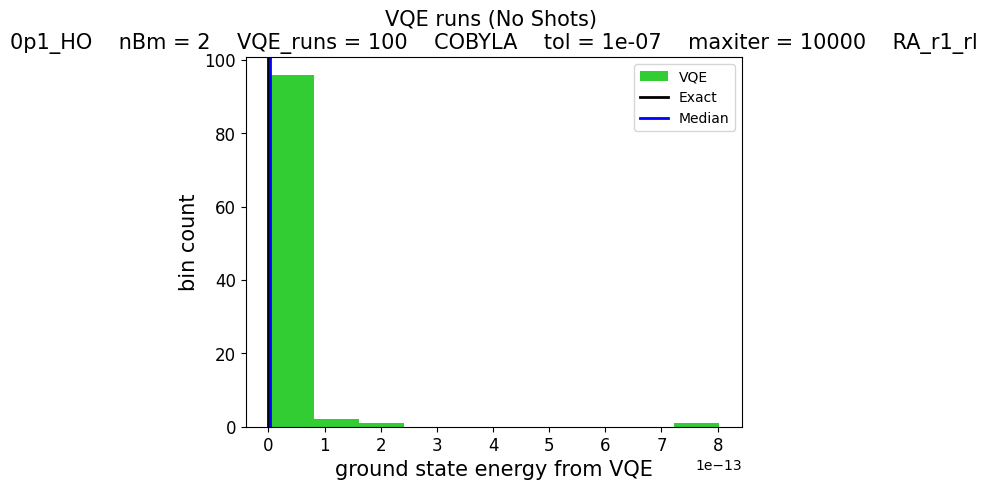 VQE runs (No Shots)
0p1_HO    nBm = 2    VQE_runs = 100    COBYLA    tol = 1e-07    maxiter = 10000    RA_r1_rl
100
80
60
40
20
0
bin count
VQE
Exact
Median
0 1 2 3 4 5 6 7 8
1e−13
ground state energy from VQE